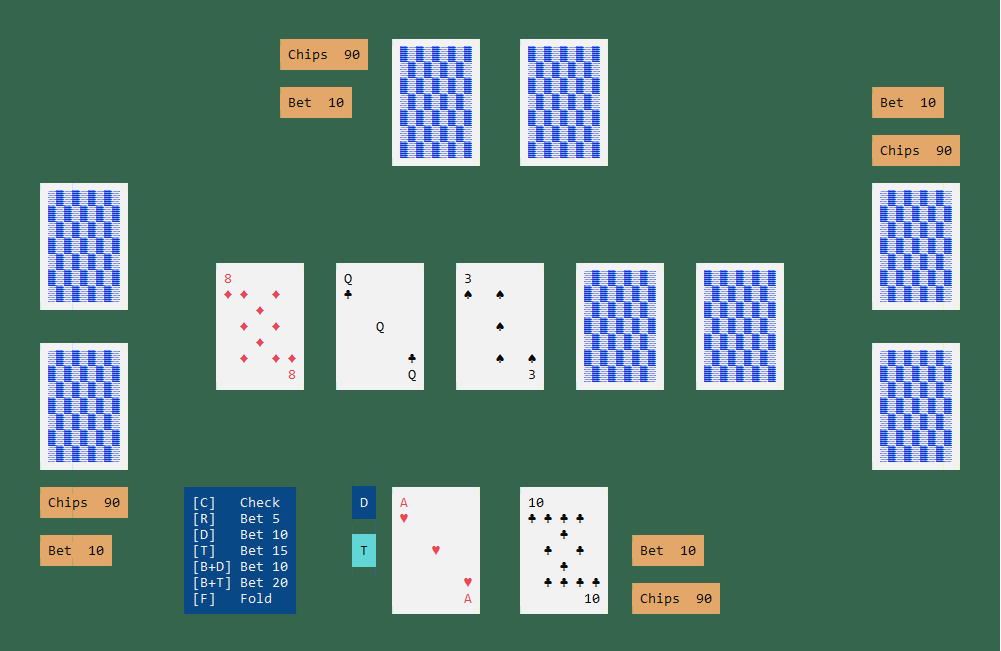 Chips 90
Bet 10
Bet 10
Chips 90
8
8
Q
Q
Q
3
3
Chips 90
Bet 10
[C] Check
[R] Bet 5
[D] Bet 10
[T] Bet 15
[B+D] Bet 10
[B+T] Bet 20
[F] Fold
D
T
A
A
10
10
Bet 10
Chips 90